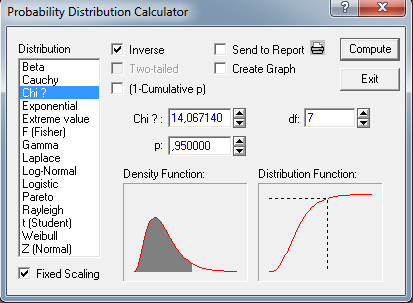 Probability Distribution Calculator
Distribution
Beta
Cauchy
Chi ?
Exponential
Extreme value
F (Fisher)
Gamma
Laplace
Log-Normal
Logistic
Pareto
Rayleigh
t (Student)
Weibull
Z (Normal)
Fixed Scaling
Inverse
Two-tailed
(1-Cumulative p)
Send to Report
Create Graph
Compute
Exit
Chi ? : 14,067140 df: 7
p: ,950000
Density Function:
Distribution Function: